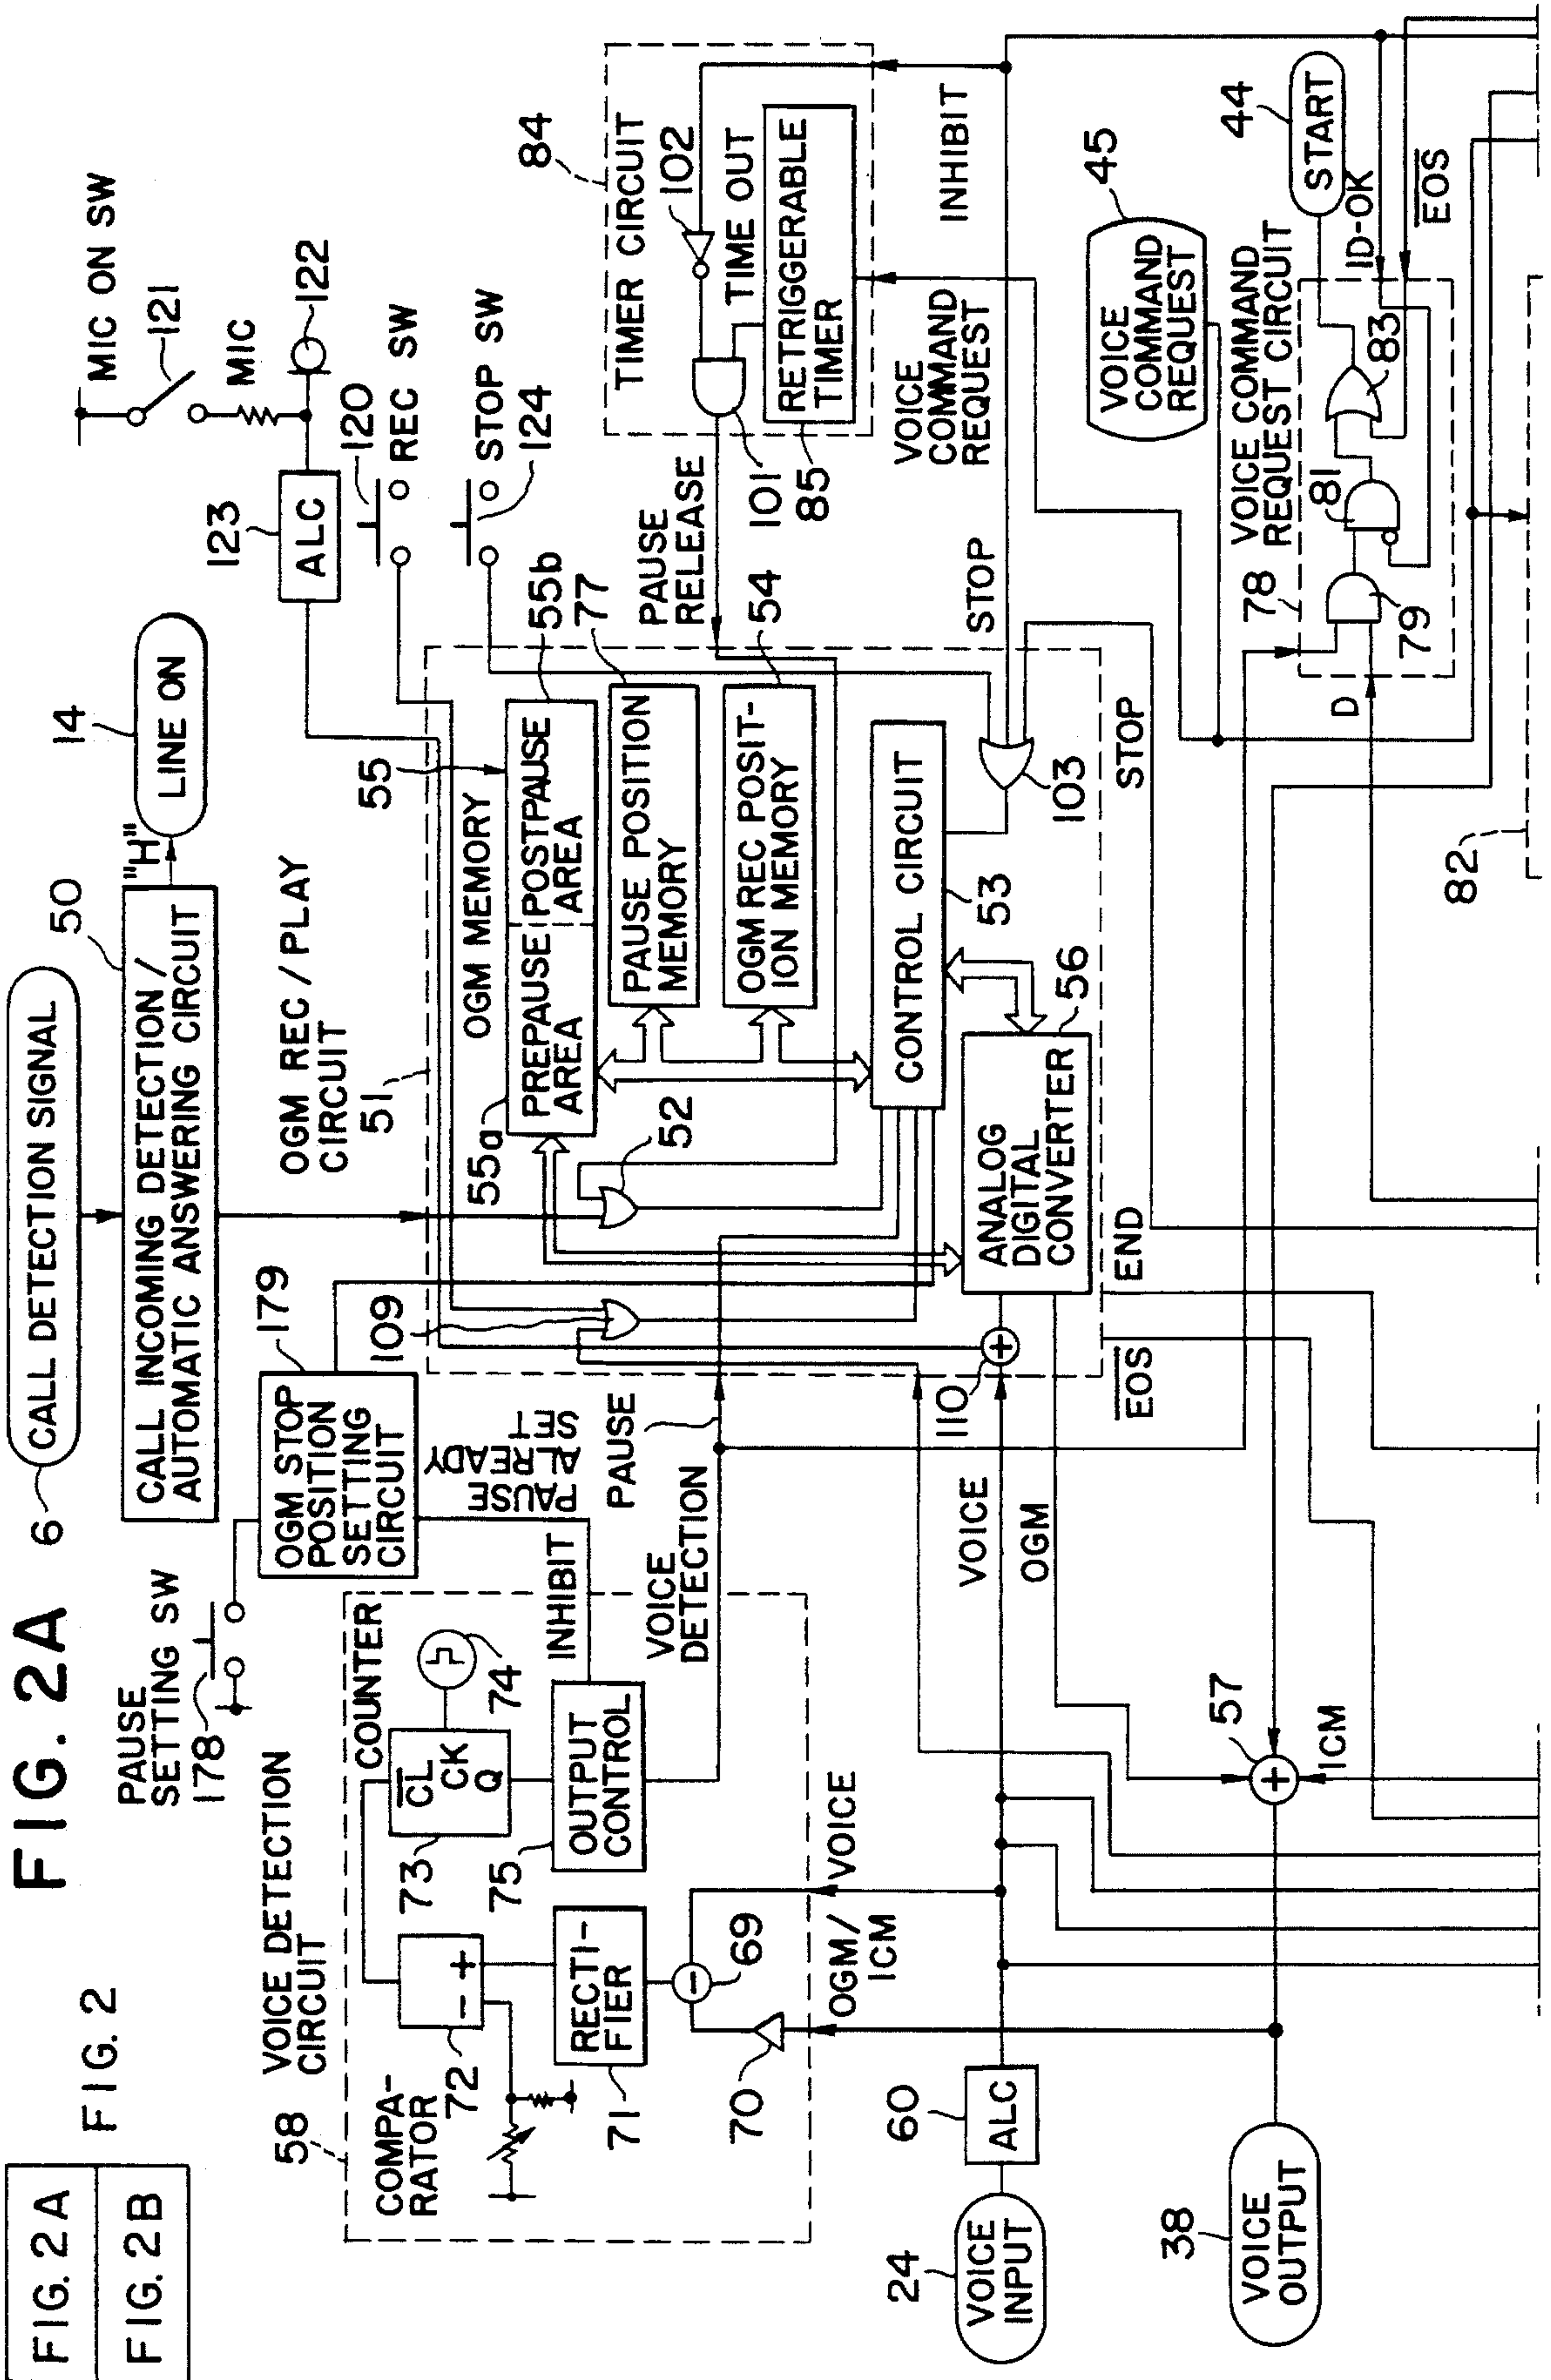 FIG. 2A
FIG. 2B
FIG. 2
FIG. 2A
6
CALL DETECTION SIGNAL
50
CALL INCOMING DETECTION /
AUTOMATIC ANSWERING CIRCUIT
"H"
14
LINE ON
PAUSE
SETTING SW
178
179
OGM STOP
POSITION
SETTING
CIRCUIT
PAUSE
ALREADY
SET
INHIBIT
MIC ON SW
121
MIC
122
123
ALC
120
REC SW
STOP SW
124
VOICE DETECTION
CIRCUIT
58
COMPA-
RATOR
72
- +
COUNTER
CL
CK
Q
73
74
75
OUTPUT
CONTROL
RECTI-
FIER
71
69
-
70
VOICE
OGM/
ICM
VOICE
DETECTION
PAUSE
OGM REC / PLAY
CIRCUIT
51
OGM MEMORY
55
55a
55b
PREPAUSE
AREA
POSTPAUSE
AREA
77
PAUSE POSITION
MEMORY
54
OGM REC POSIT-
ION MEMORY
CONTROL CIRCUIT
53
52
109
56
ANALOG
DIGITAL
CONVERTER
110
+
103
PAUSE
RELEASE
TIMER CIRCUIT
84
102
TIME OUT
101
RETRIGGERABLE
TIMER
85
INHIBIT
VOICE
COMMAND
REQUEST
STOP
45
VOICE
COMMAND
REQUEST
44
START
VOICE COMMAND
REQUEST CIRCUIT
78
79
81
83
ID-OK
EOS
D
STOP
END
EOS
VOICE
OGM
60
ALC
24
VOICE
INPUT
38
VOICE
OUTPUT
57
+
ICM
82